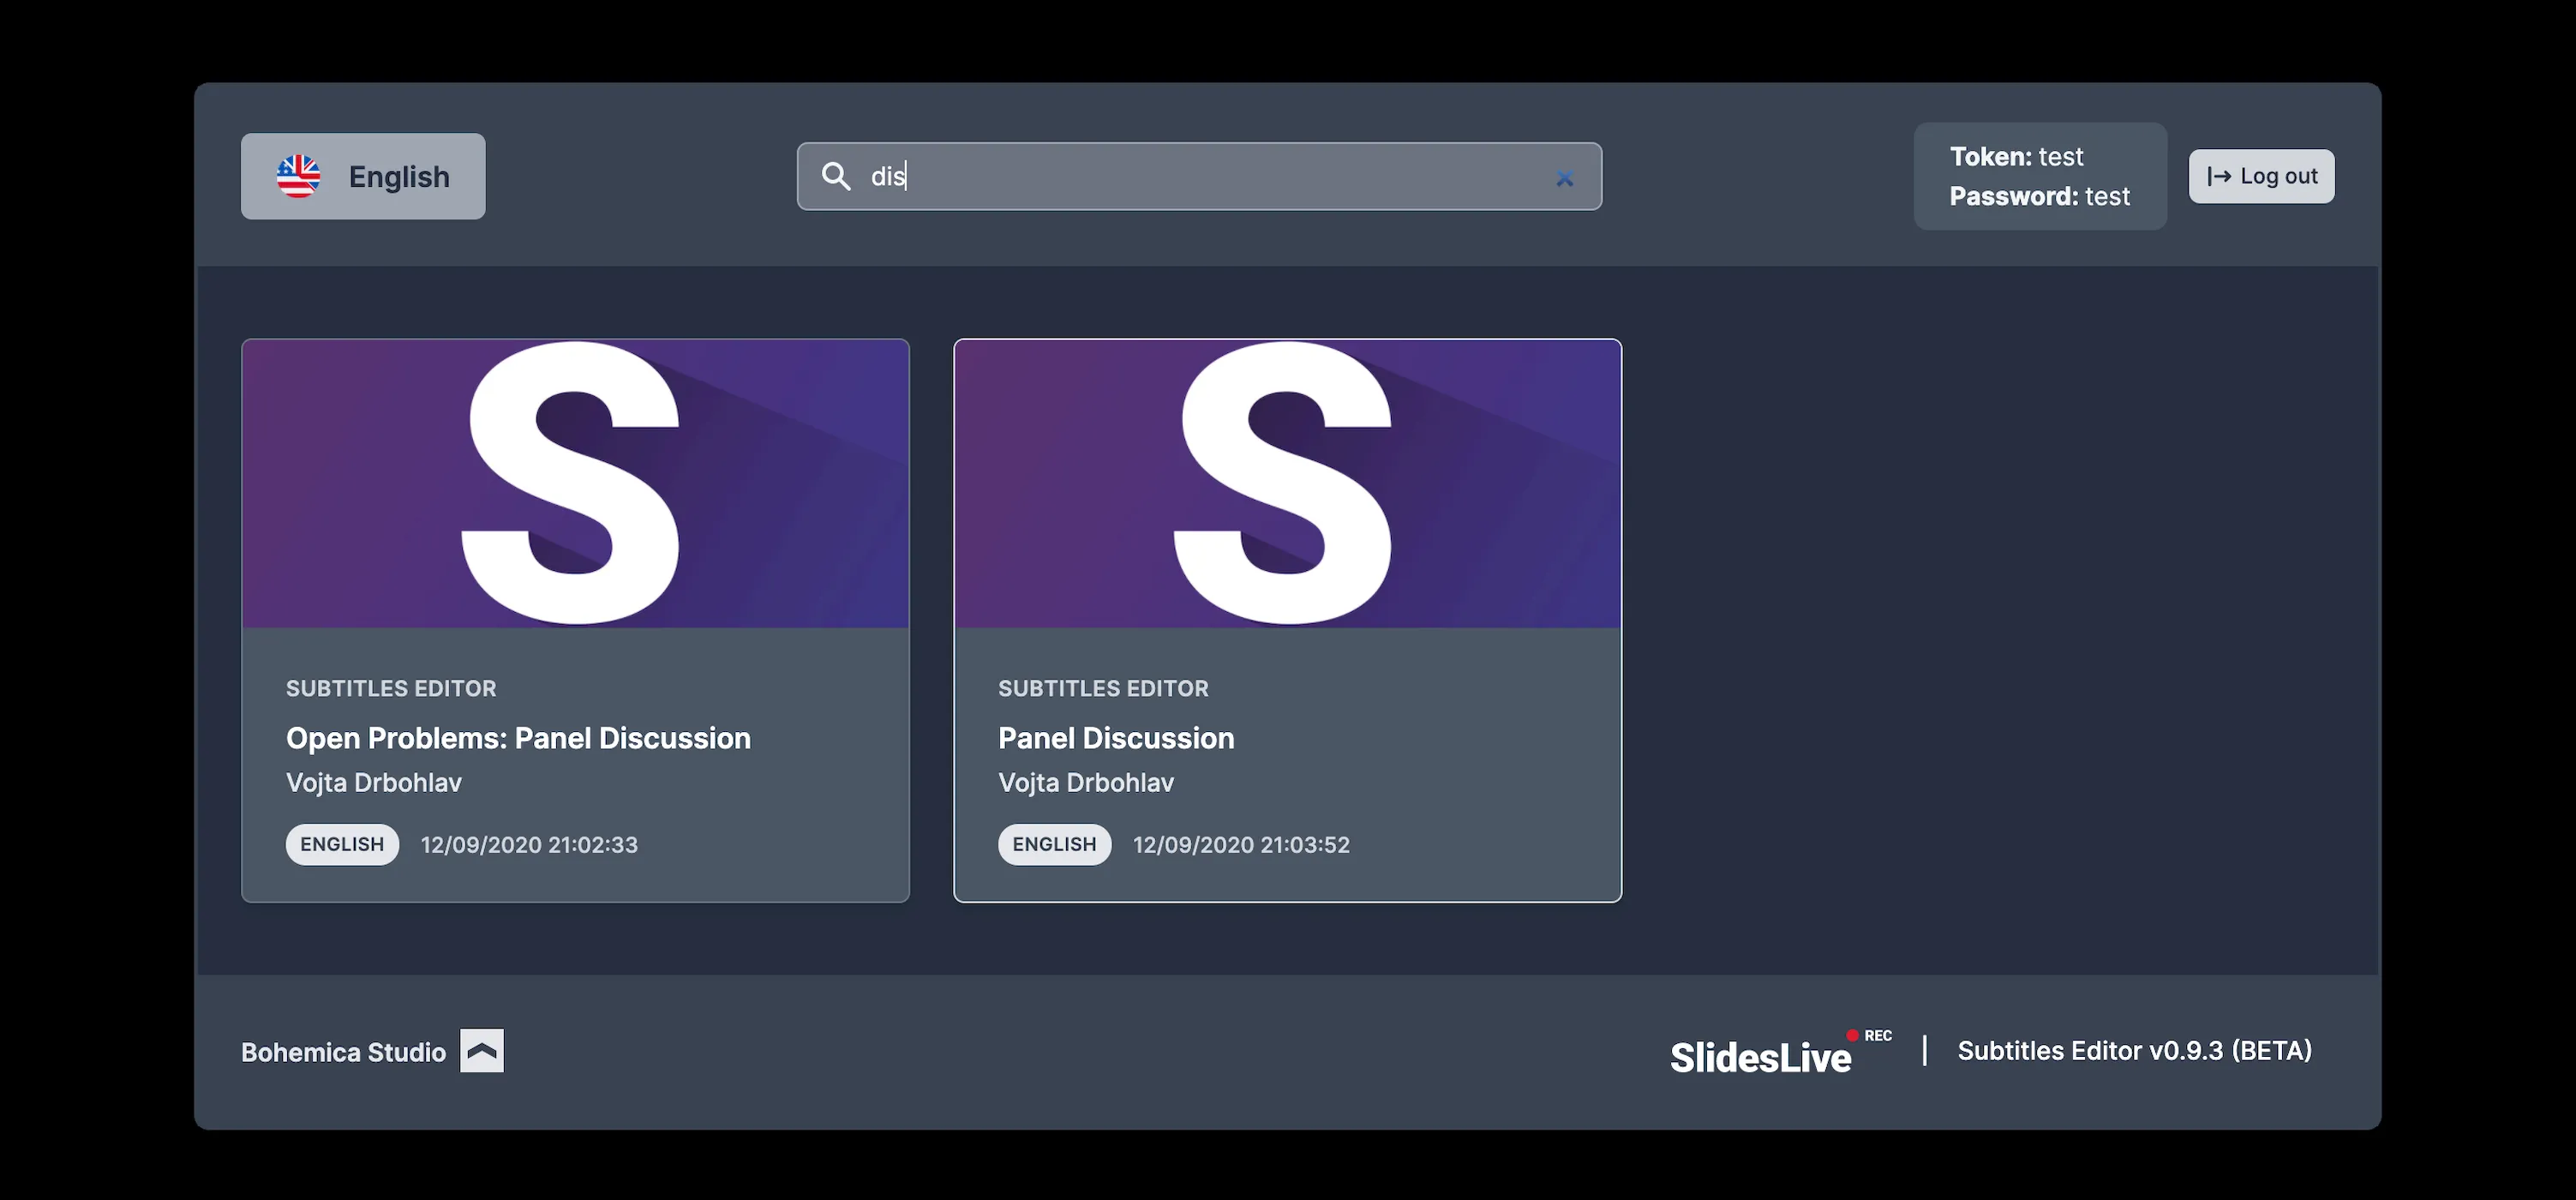 English
dis
Token: test
Password: test
Log out
S
SUBTITLES EDITOR
Open Problems: Panel Discussion
Vojta Drbohlav
ENGLISH 12/09/2020 21:02:33
S
SUBTITLES EDITOR
Panel Discussion
Vojta Drbohlav
ENGLISH 12/09/2020 21:03:52
Bohemica Studio
SlidesLive REC | Subtitles Editor v0.9.3 (BETA)